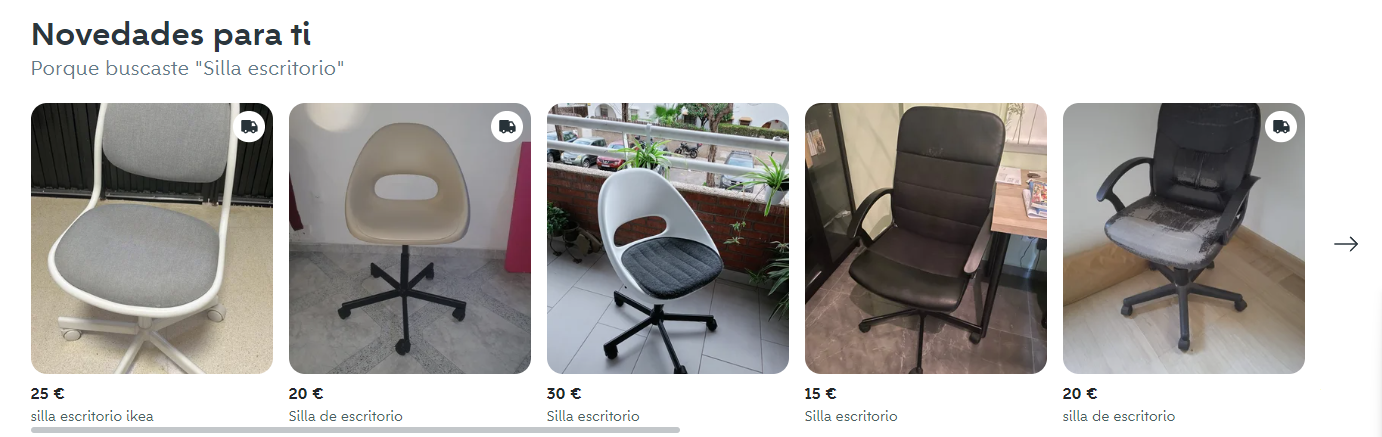 Novedades para ti
Porque buscaste "Silla escritorio"
25 €
silla escritorio ikea
20 €
Silla de escritorio
30 €
Silla escritorio
15 €
Silla escritorio
20 €
silla de escritorio